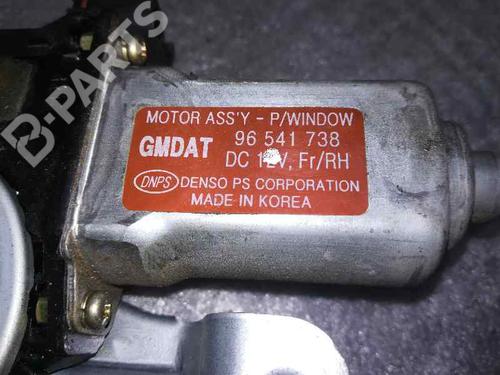 B-PARTS
MOTOR ASS'Y - P/WINDOW
GMDAT 96 541 738
DC 12V, Fr/RH
DNPS DENSO PS CORPORATION
MADE IN KOREA